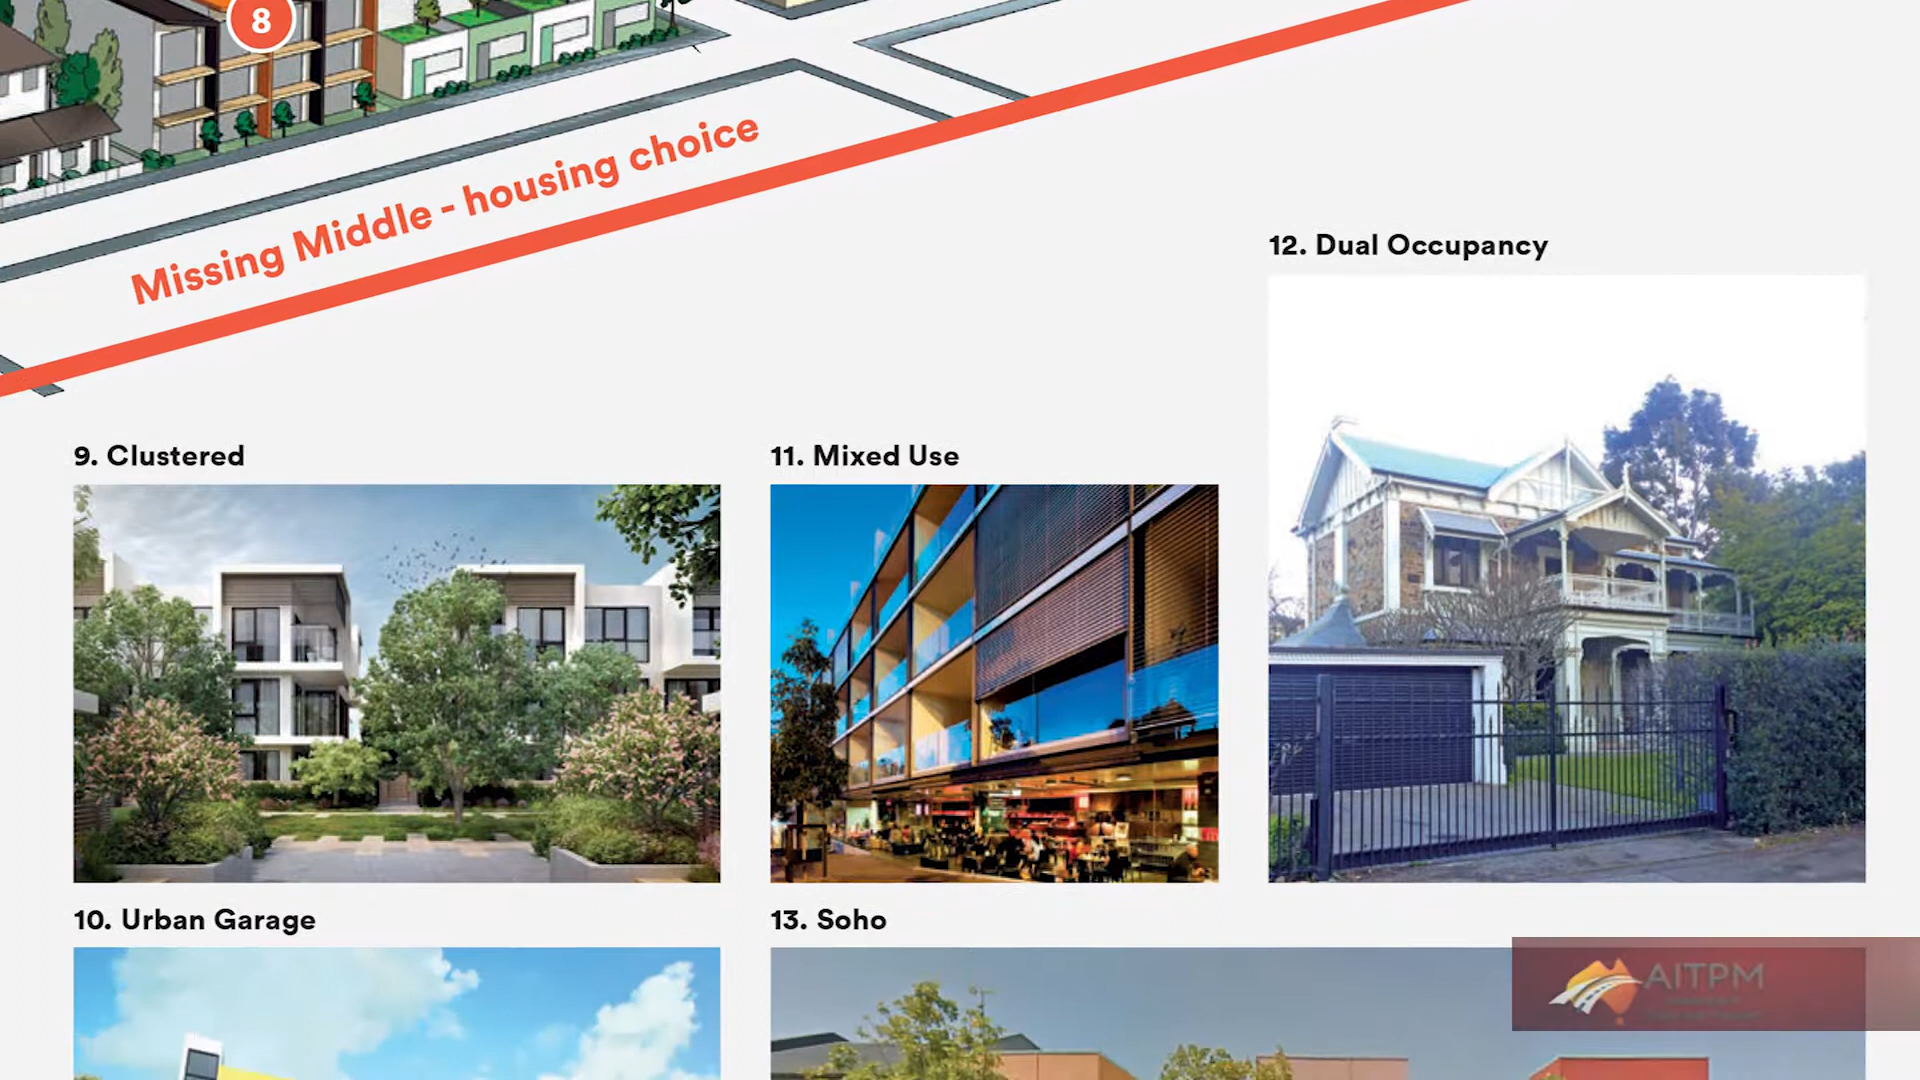 8
Missing Middle - housing choice
12. Dual Occupancy
9. Clustered
11. Mixed Use
10. Urban Garage
13. Soho
AITPM